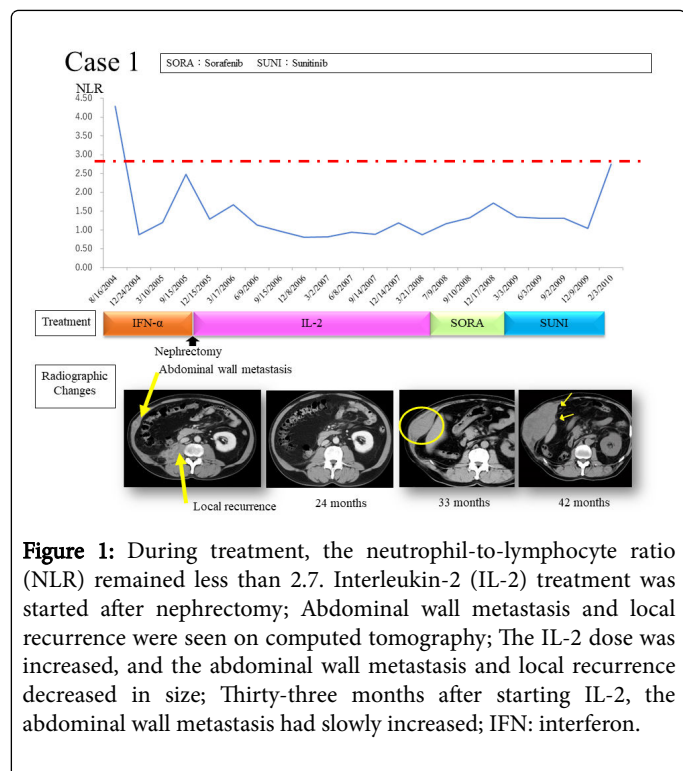 Case 1
SORA：Sorafenib SUNI：Sunitinib
NLR
4.50
4.00
3.50
3.00
2.50
2.00
1.50
1.00
0.50
0.00
8/16/2004
12/24/2004
3/10/2005
9/15/2005
12/15/2005
3/17/2006
6/9/2006
9/15/2006
12/8/2006
3/2/2007
6/8/2007
9/14/2007
12/14/2007
3/21/2008
7/9/2008
9/10/2008
12/17/2008
3/3/2009
6/3/2009
9/2/2009
12/9/2009
2/3/2010
Treatment
IFN-α
IL-2
SORA
SUNI
Nephrectomy
Abdominal wall metastasis
Radiographic
Changes
Local recurrence
24 months
33 months
42 months
Figure 1: During treatment, the neutrophil-to-lymphocyte ratio
(NLR) remained less than 2.7. Interleukin-2 (IL-2) treatment was
started after nephrectomy; Abdominal wall metastasis and local
recurrence were seen on computed tomography; The IL-2 dose was
increased, and the abdominal wall metastasis and local recurrence
decreased in size; Thirty-three months after starting IL-2, the
abdominal wall metastasis had slowly increased; IFN: interferon.